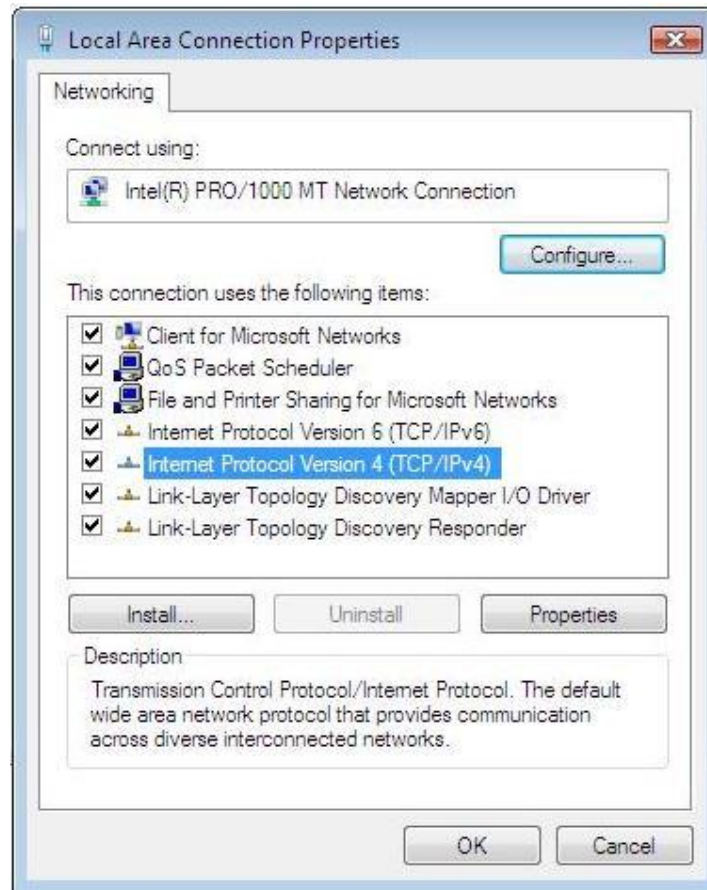 Local Area Connection Properties
Networking
Connect using:
Intel(R) PRO/1000 MT Network Connection
Configure...
This connection uses the following items:
Client for Microsoft Networks
QoS Packet Scheduler
File and Printer Sharing for Microsoft Networks
Internet Protocol Version 6 (TCP/IPv6)
Internet Protocol Version 4 (TCP/IPv4)
Link-Layer Topology Discovery Mapper I/O Driver
Link-Layer Topology Discovery Responder
Install... Uninstall Properties
Description
Transmission Control Protocol/Internet Protocol. The default
wide area network protocol that provides communication
across diverse interconnected networks.
OK Cancel